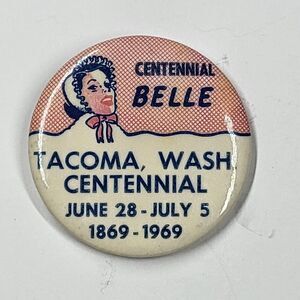 CENTENNIAL
BELLE
TACOMA, WASH.
CENTENNIAL
JUNE 28 - JULY 5
1869 - 1969